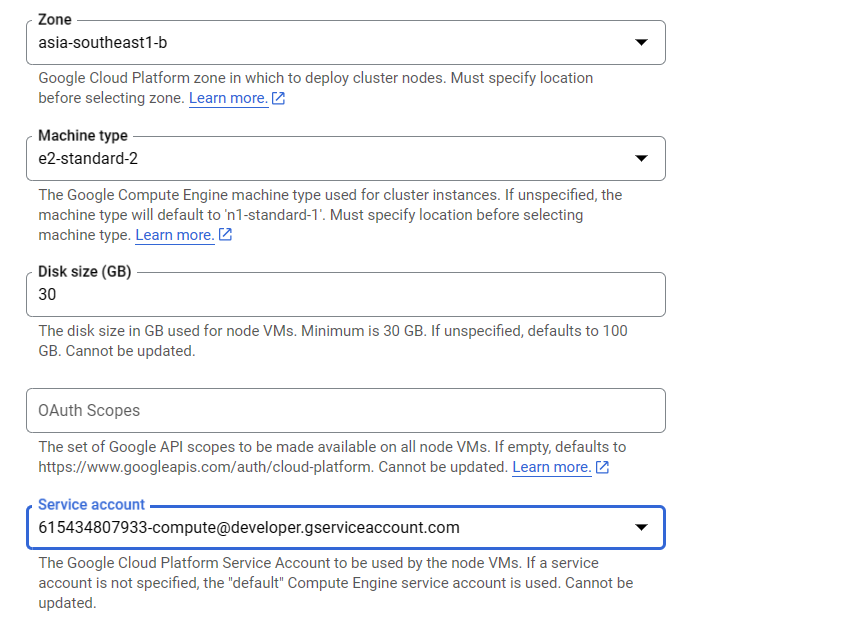 Zone
asia-southeast1-b
Google Cloud Platform zone in which to deploy cluster nodes. Must specify location
before selecting zone. Learn more.
Machine type
e2-standard-2
The Google Compute Engine machine type used for cluster instances. If unspecified, the
machine type will default to 'n1-standard-1'. Must specify location before selecting
machine type. Learn more.
Disk size (GB)
30
The disk size in GB used for node VMs. Minimum is 30 GB. If unspecified, defaults to 100
GB. Cannot be updated.
OAuth Scopes
The set of Google API scopes to be made available on all node VMs. If empty, defaults to
https://www.googleapis.com/auth/cloud-platform. Cannot be updated. Learn more.
Service account
615434807933-compute@developer.gserviceaccount.com
The Google Cloud Platform Service Account to be used by the node VMs. If a service
account is not specified, the "default" Compute Engine service account is used. Cannot be
updated.